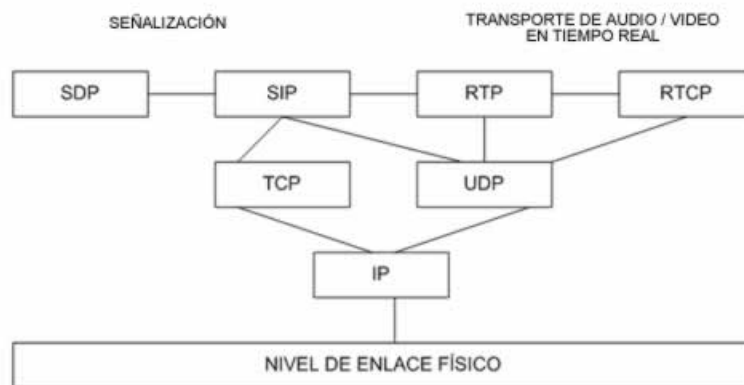 SEÑALIZACIÓN
TRANSPORTE DE AUDIO / VIDEO
EN TIEMPO REAL
SDP
SIP
RTP
RTCP
TCP
UDP
IP
NIVEL DE ENLACE FÍSICO